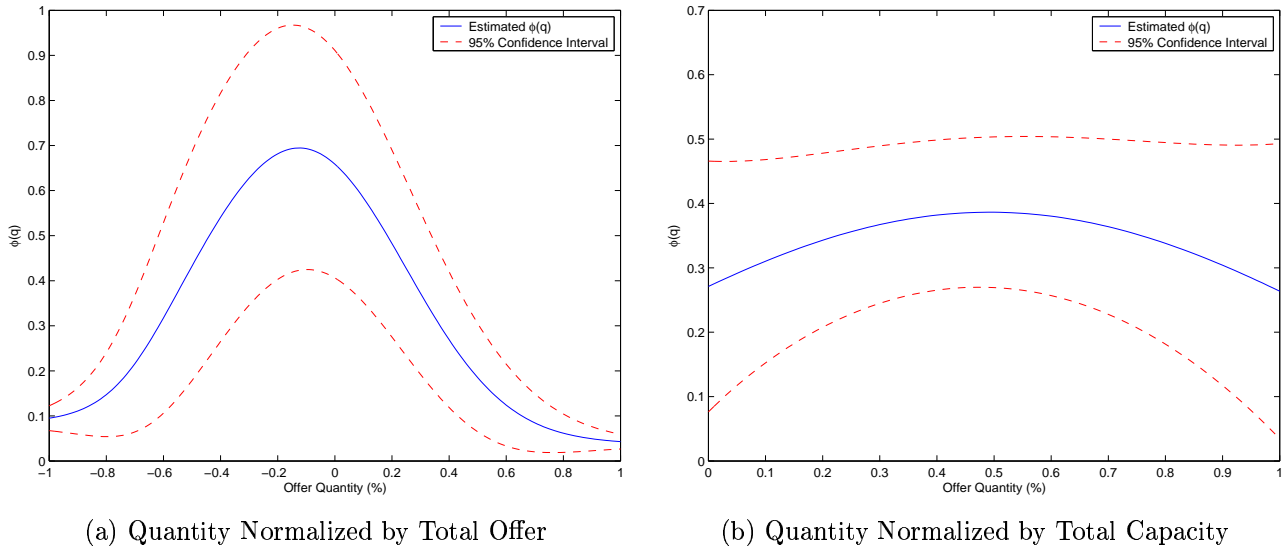 Estimated ϕ(q)
95% Confidence Interval
1
0.9
0.8
0.7
0.6
0.5
0.4
0.3
0.2
0.1
0
ϕ(q)
−1 −0.8 −0.6 −0.4 −0.2 0 0.2 0.4 0.6 0.8 1
Offer Quantity (%)
(a) Quantity Normalized by Total Offer
Estimated ϕ(q)
95% Confidence Interval
0.7
0.6
0.5
0.4
0.3
0.2
0.1
0
ϕ(q)
0 0.1 0.2 0.3 0.4 0.5 0.6 0.7 0.8 0.9 1
Offer Quantity (%)
(b) Quantity Normalized by Total Capacity